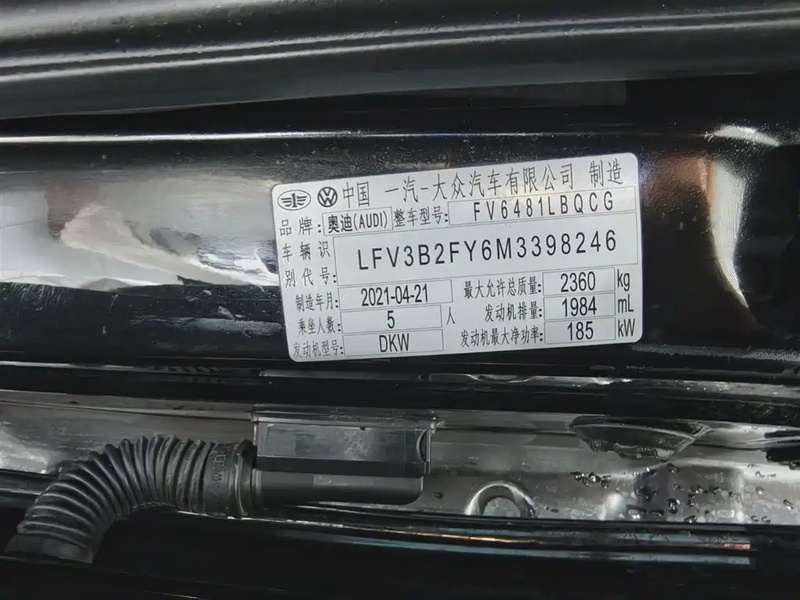 中国 一汽-大众汽车有限公司 制造
品牌: 奥迪(AUDI) 整车型号: FV6481LBQCG
车辆识别代号: LFV3B2FY6M3398246
制造年月: 2021-04-21 最大允许总质量: 2360 kg
乘坐人数: 5 人 发动机排量: 1984 mL
发动机型号: DKW 发动机最大净功率: 185 kW